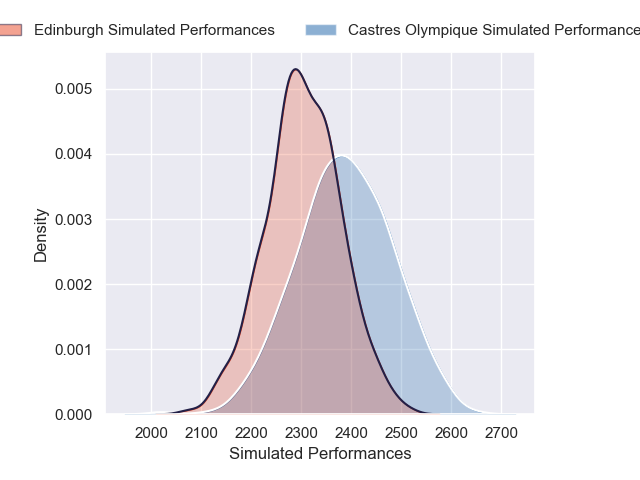 Edinburgh Simulated Performances
Castres Olympique Simulated Performance
0.005
0.004
0.003
0.002
0.001
0.000
Density
2000 2100 2200 2300 2400 2500 2600 2700
Simulated Performances